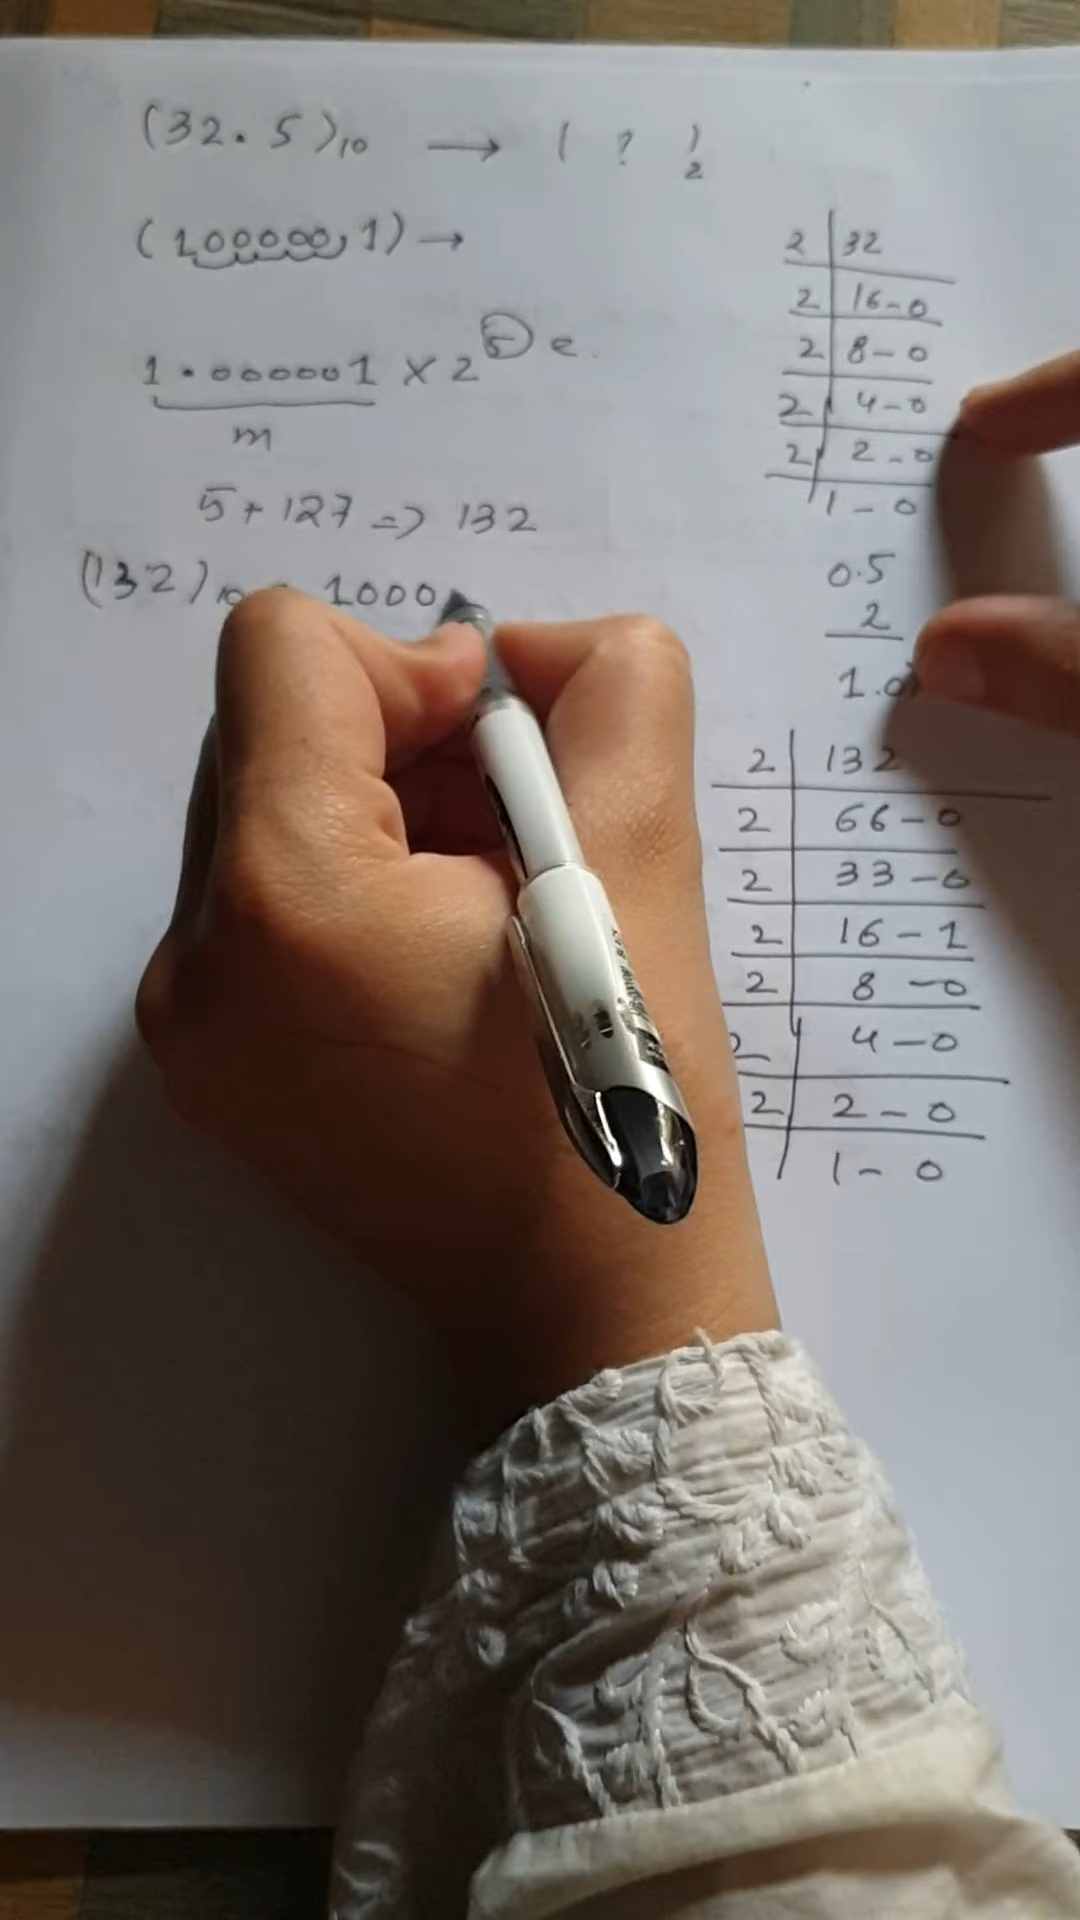 (32.5)10 → 1 ? 1/2
(100000,1) →
1.000001 × 2^5 e.
m
5+127 => 132
(132)10 1000
2 | 32
2 | 16-0
2 | 8-0
2 | 4-0
2 | 2-0
1-0
0.5
2
1.0
2 | 132
2 | 66-0
2 | 33-0
2 | 16-1
2 | 8-0
4-0
2 | 2-0
1-0